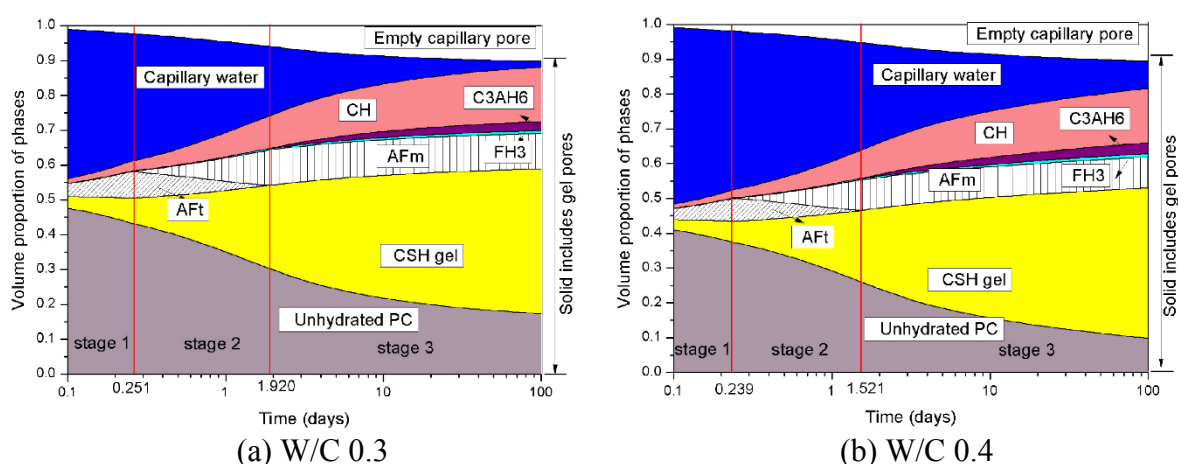 1.0
0.9
0.8
0.7
0.6
0.5
0.4
0.3
0.2
0.1
0.0
Volume proportion of phases
Empty capillary pore
Capillary water
CH
C3AH6
FH3
AFm
AFt
CSH gel
Unhydrated PC
stage 1
stage 2
stage 3
Solid includes gel pores
0.1
0.251
1
1.920
10
100
Time (days)
(a) W/C 0.3
1.0
0.9
0.8
0.7
0.6
0.5
0.4
0.3
0.2
0.1
0.0
Volume proportion of phases
Empty capillary pore
Capillary water
CH
C3AH6
FH3
AFm
AFt
CSH gel
Unhydrated PC
stage 1
stage 2
stage 3
Solid includes gel pores
0.1
0.239
1
1.521
10
100
Time (days)
(b) W/C 0.4